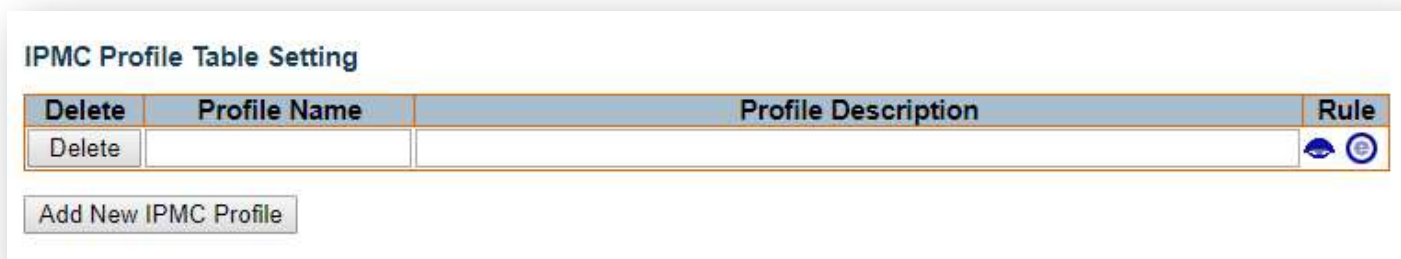 IPMC Profile Table Setting
Delete Profile Name Profile Description Rule
Delete e
Add New IPMC Profile